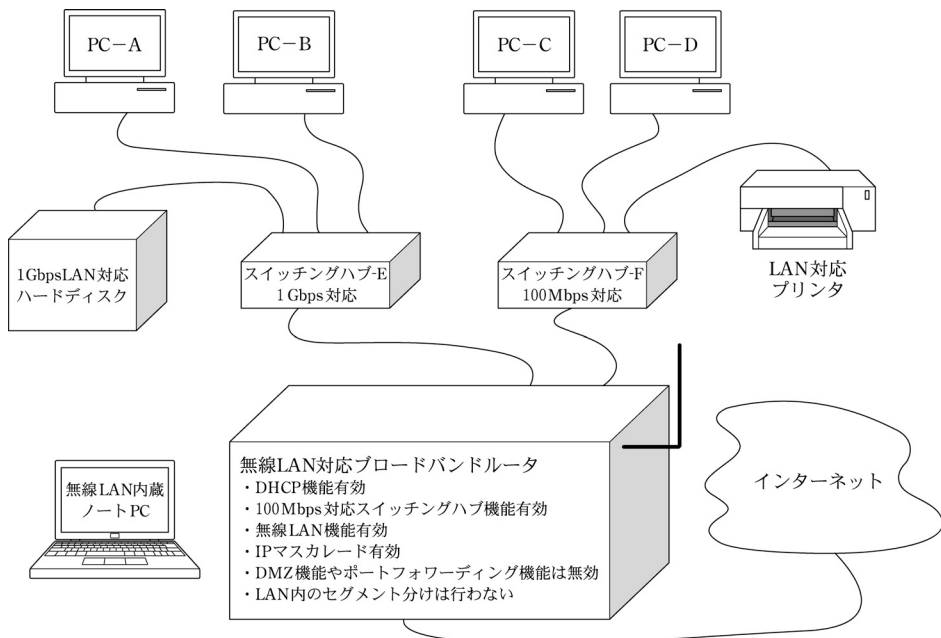 PC−A
PC−B
PC−C
PC−D
1GbpsLAN対応
ハードディスク
スイッチングハブ-E
1Gbps対応
スイッチングハブ-F
100Mbps対応
LAN対応
プリンタ
無線LAN内蔵
ノートPC
無線LAN対応ブロードバンドルータ
・DHCP機能有効
・100Mbps対応スイッチングハブ機能有効
・無線LAN機能有効
・IPマスカレード有効
・DMZ機能やポートフォワーディング機能は無効
・LAN内のセグメント分けは行わない
インターネット